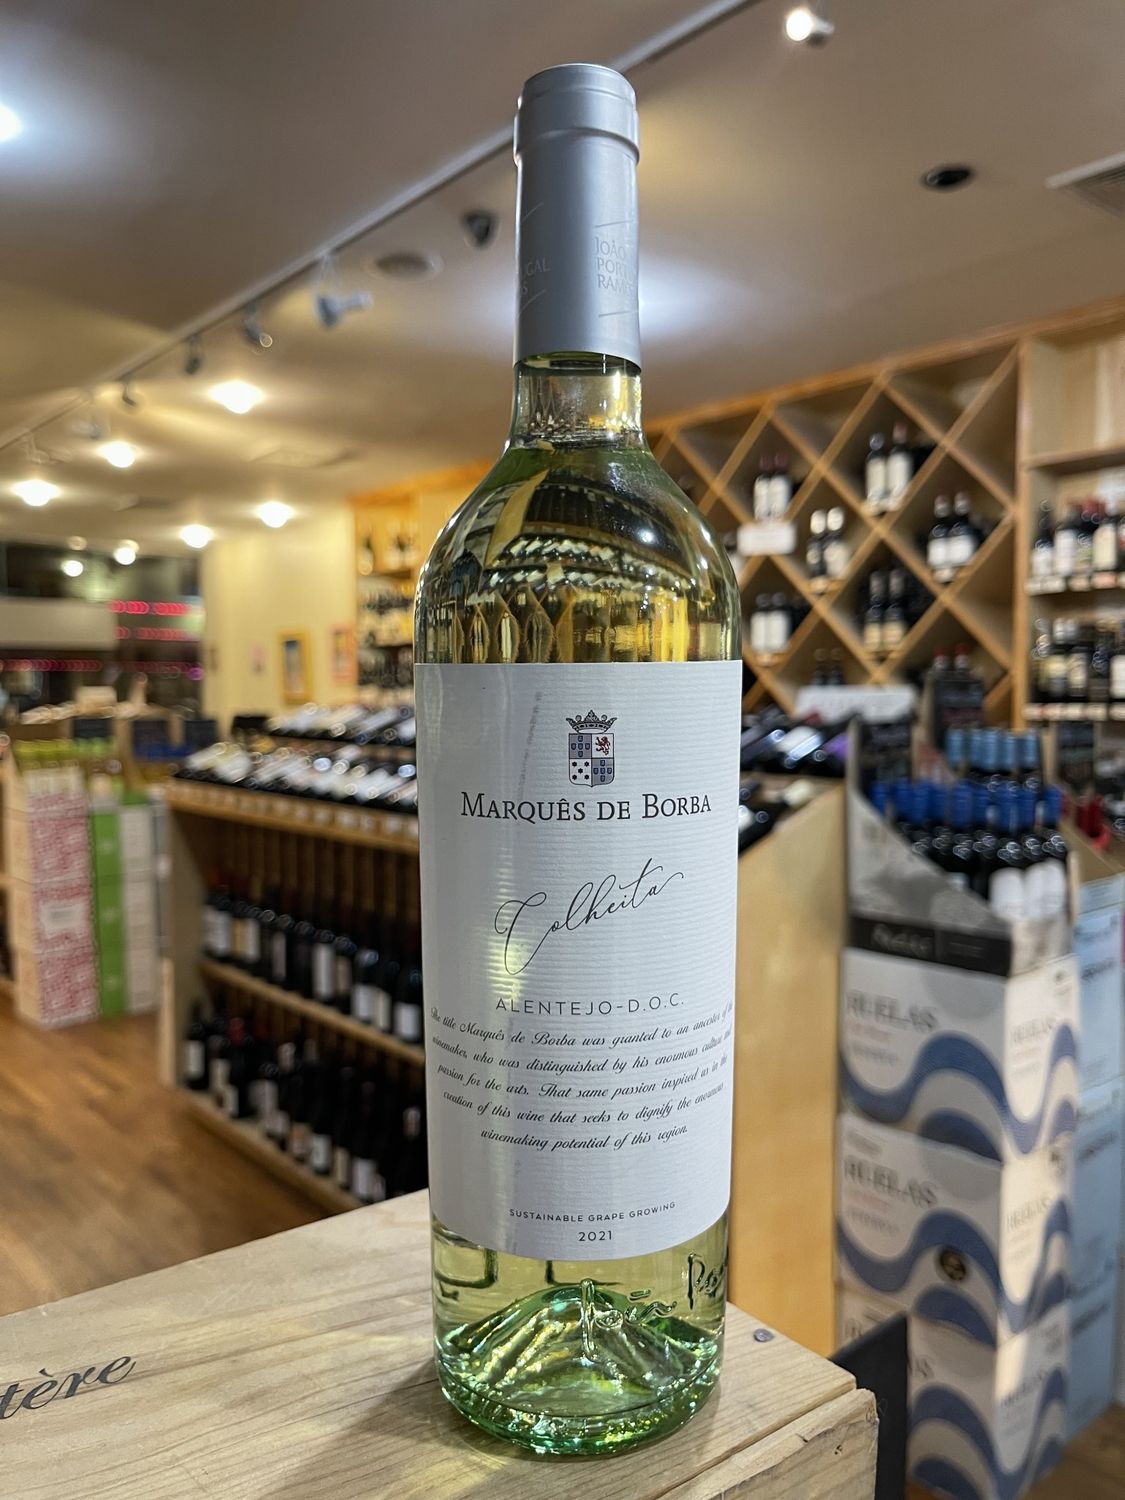 JOÃO
MARQUÊS DE BORBA
Colheita
ALENTEJO-D.O.C.
The title Marquês de Borba was granted to an ancestor of the
winemaker, who was distinguished by his enormous culture and
passion for the arts. That same passion inspired us in the
creation of this wine that seeks to dignify the enormous
winemaking potential of this region.
SUSTAINABLE GRAPE GROWING
2021
tère
RUELAS
RUELAS